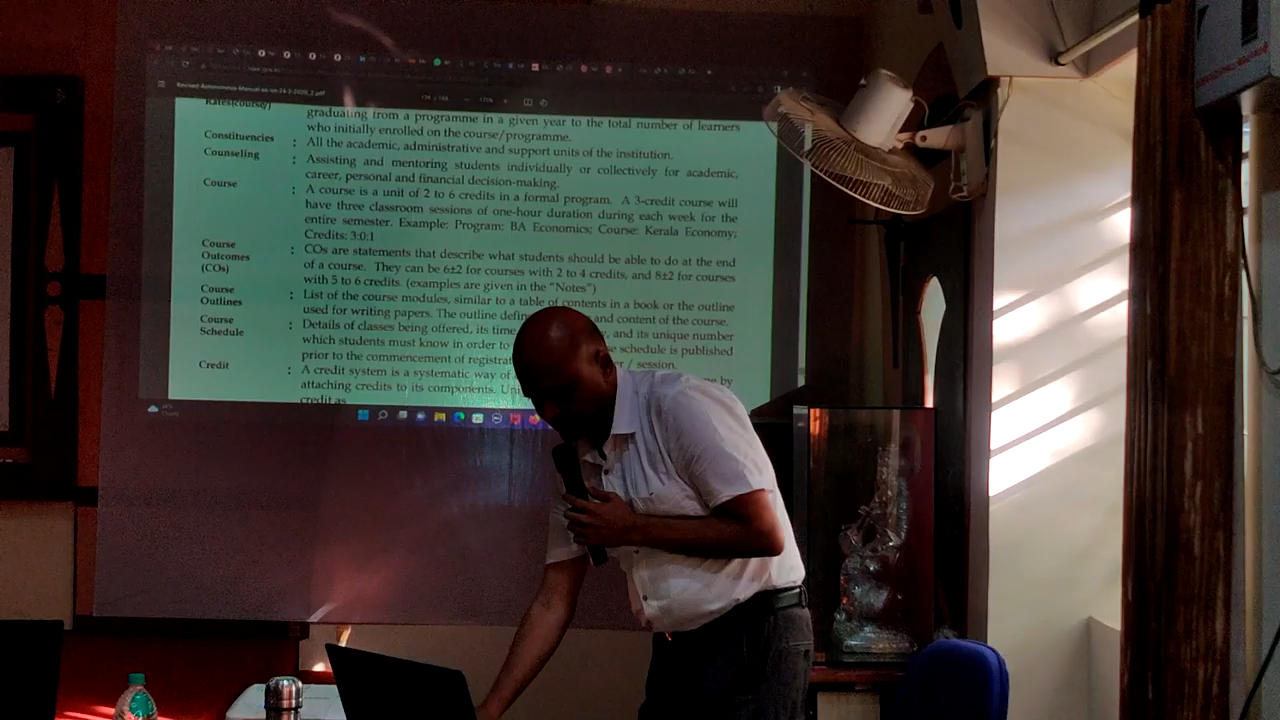 Revised Autonomous Manual
Rates(course/)
graduating from a programme in a given year to the total number of learners
who initially enrolled on the course/programme.
Constituencies : All the academic, administrative and support units of the institution.
Counseling : Assisting and mentoring students individually or collectively for academic,
career, personal and financial decision-making.
Course : A course is a unit of 2 to 6 credits in a formal program. A 3-credit course will
have three classroom sessions of one-hour duration during each week for the
entire semester. Example: Program: BA Economics; Course: Kerala Economy;
Credits: 3:0:1
Course : COs are statements that describe what students should be able to do at the end
Outcomes of a course. They can be 6±2 for courses with 2 to 4 credits, and 8±2 for courses
(COs) with 5 to 6 credits. (examples are given in the "Notes")
Course : List of the course modules, similar to a table of contents in a book or the outline
Outlines used for writing papers. The outline and content of the course.
Course : Details of classes being offered, its time and its unique number
Schedule which students must know in order to schedule is published
prior to the commencement of / session.
Credit : A credit system is a systematic way of by
attaching credits to its components.
credit as